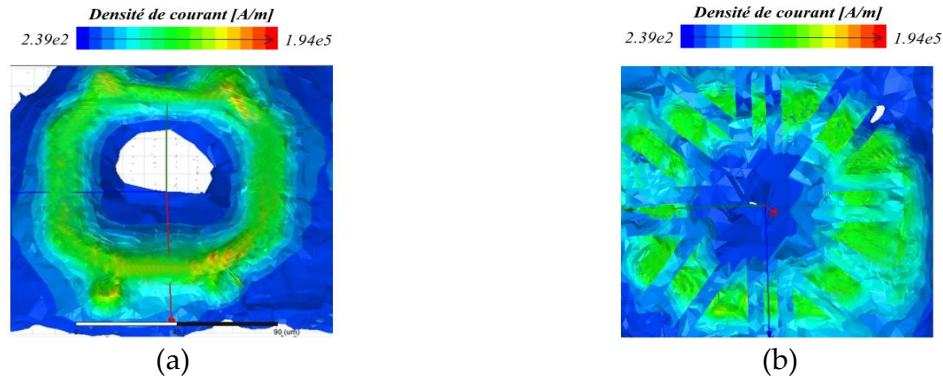 Densité de courant [A/m]
2.39e2 1.94e5
90 (um)
(a)
Densité de courant [A/m]
2.39e2 1.94e5
(b)